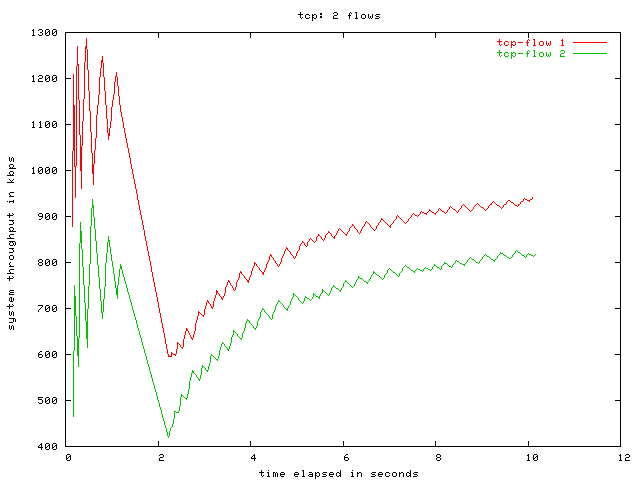 tcp: 2 flows
tcp-flow 1
tcp-flow 2
1300
1200
1100
1000
900
800
700
600
500
400
system throughput in kbps
0 2 4 6 8 10 12
time elapsed in seconds